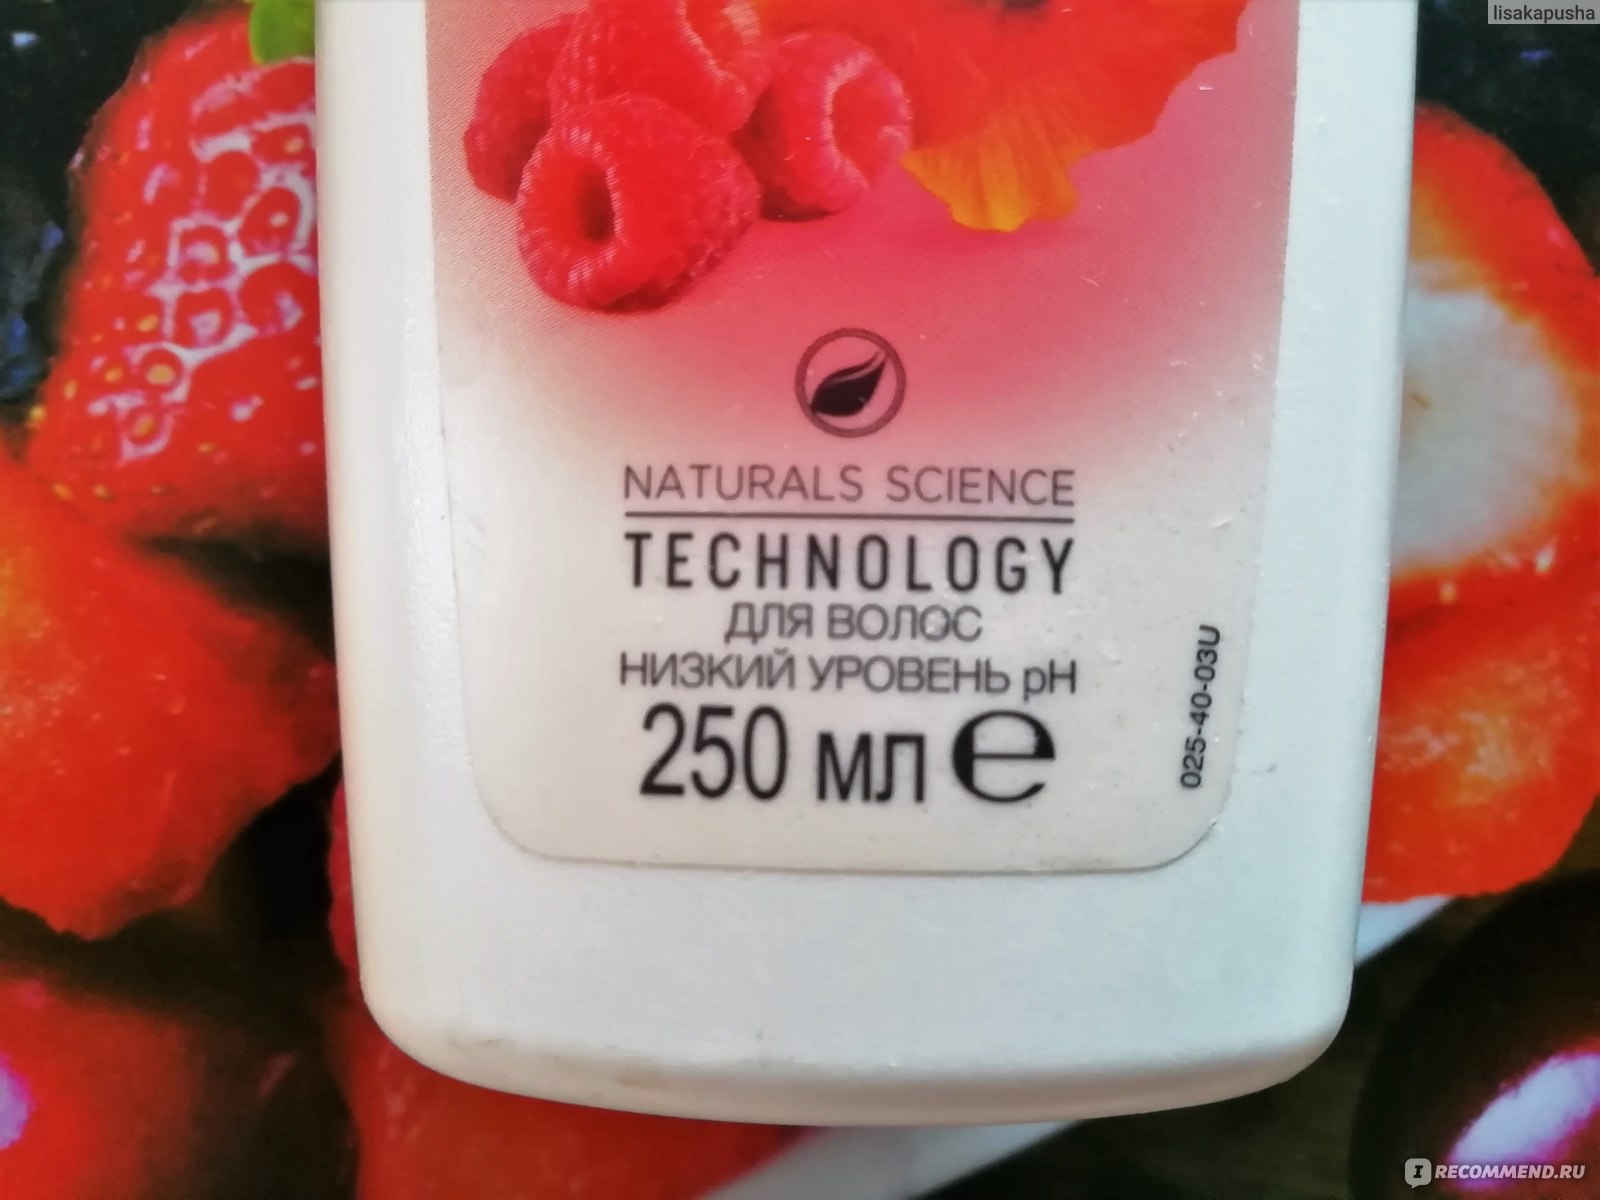 lisakapusha
NATURALS SCIENCE
TECHNOLOGY
ДЛЯ ВОЛОС
НИЗКИЙ УРОВЕНЬ pH
250 МЛ e
025-40-03U
I RECOMMEND.RU